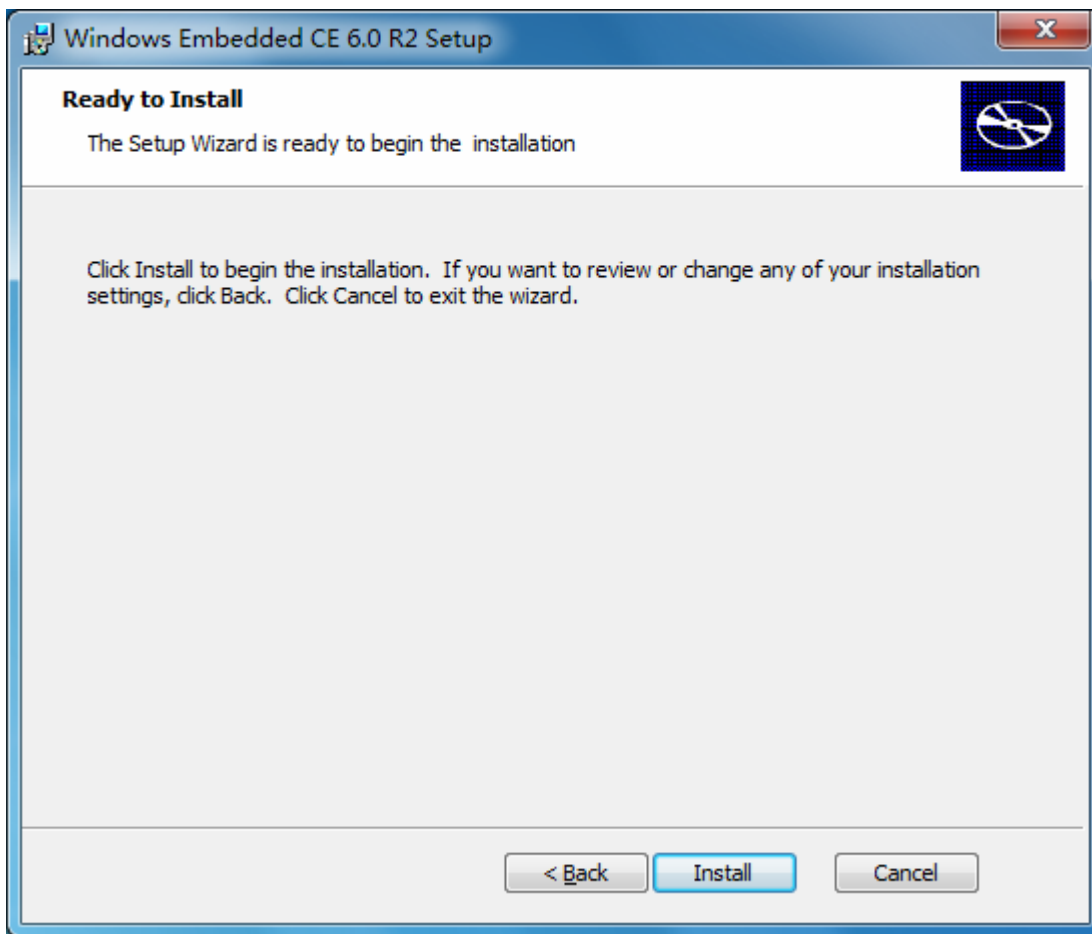 Windows Embedded CE 6.0 R2 Setup
Ready to Install
The Setup Wizard is ready to begin the  installation
Click Install to begin the installation.  If you want to review or change any of your installation
settings, click Back.  Click Cancel to exit the wizard.
< Back Install Cancel